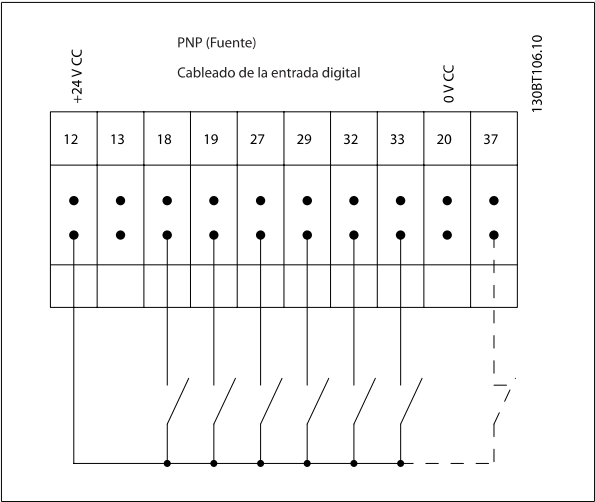 PNP (Fuente)
Cableado de la entrada digital
+24 V CC
0 V CC
130BT106.10
12 13 18 19 27 29 32 33 20 37